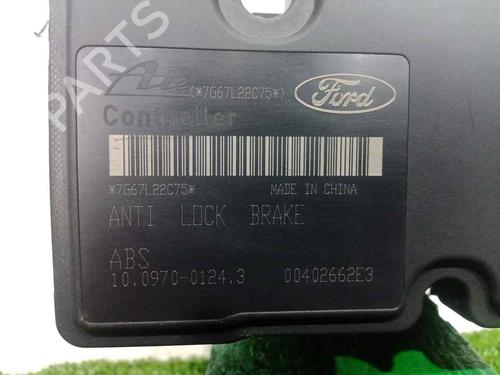 PARTS
Ate
(*7G67L22C75*)
Ford
Controller
*7G67L22C75*
MADE IN CHINA
ANTI LOCK BRAKE
ABS
10.0970-0124.3
00402662E3